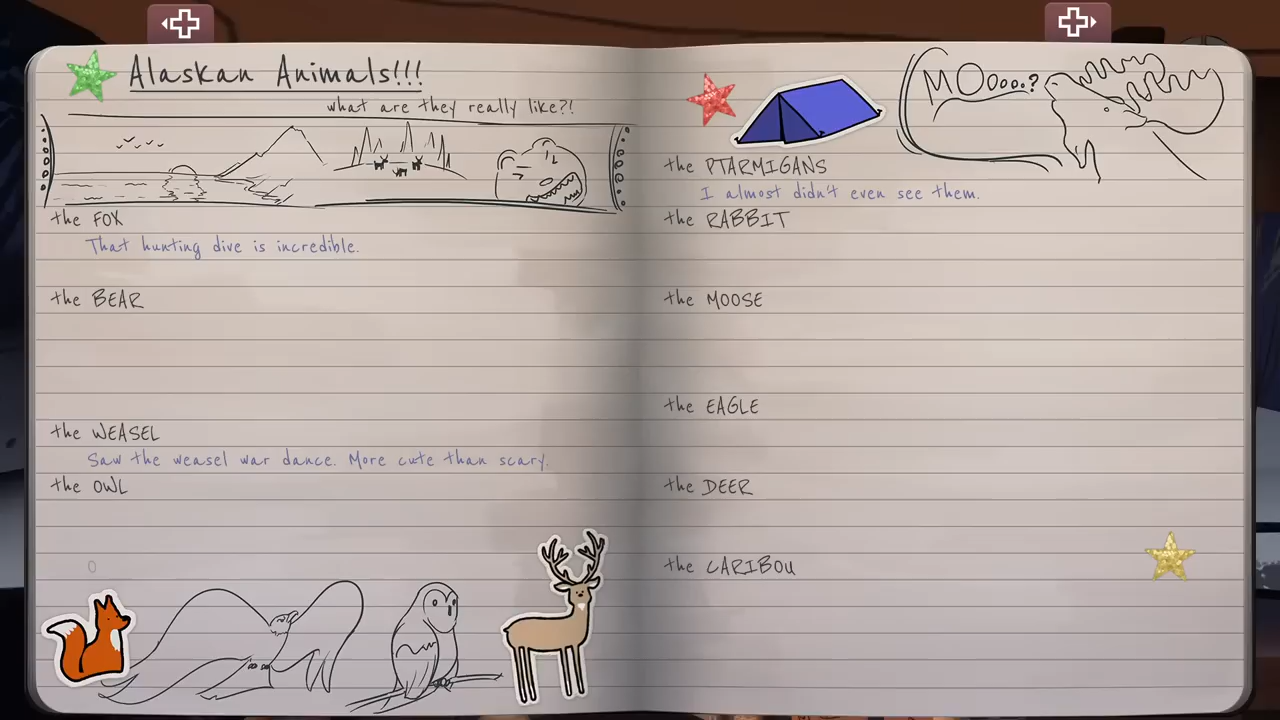 Alaskan Animals!!!
what are they really like?!
the FOX
That hunting dive is incredible.
the BEAR
the WEASEL
Saw the weasel war dance. More cute than scary.
the OWL
MOoooo.?
the PTARMIGANS
I almost didn't even see them.
the RABBIT
the MOOSE
the EAGLE
the DEER
the CARIBOU